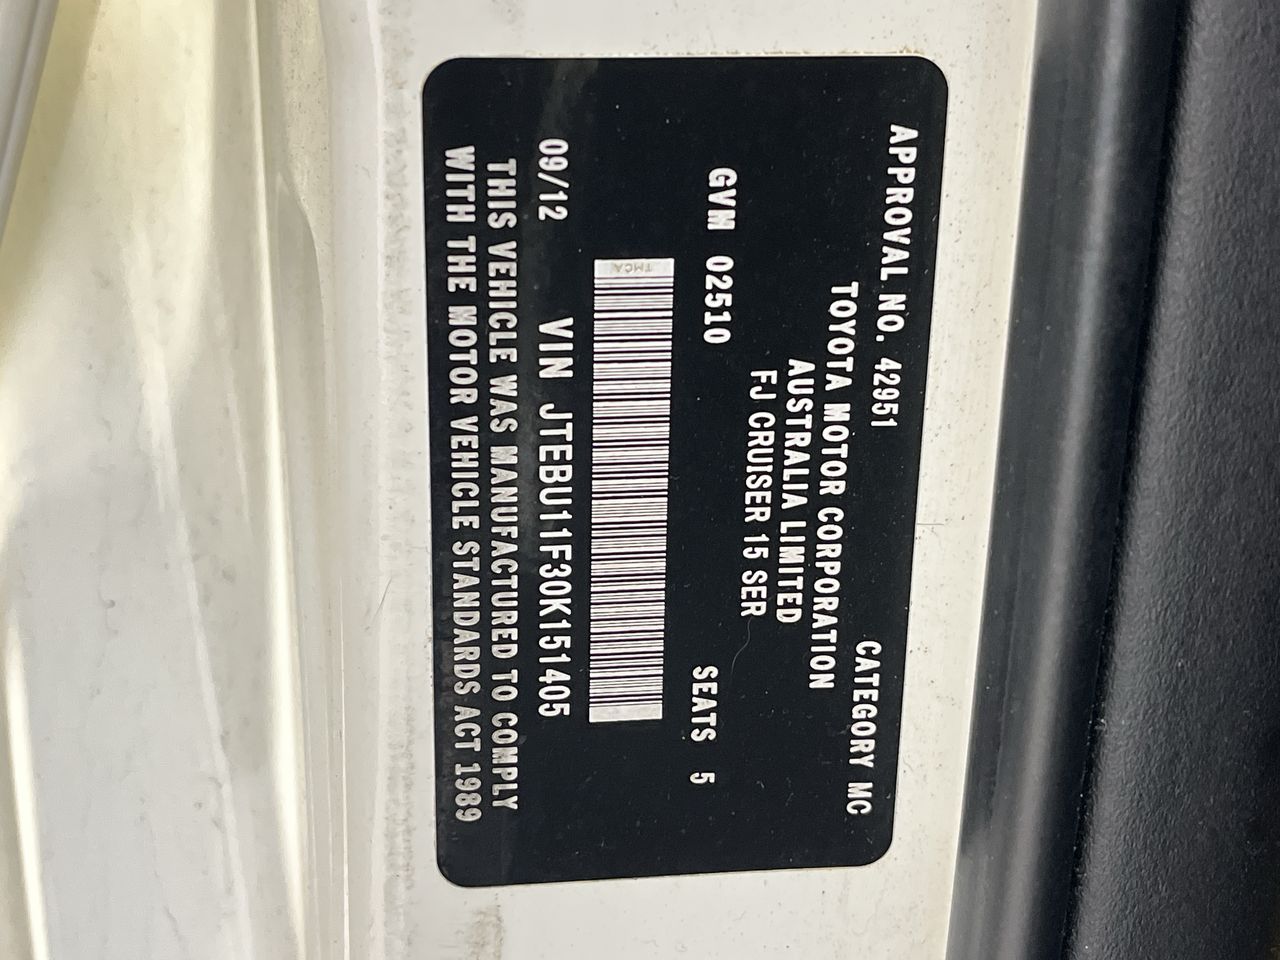 APPROVAL NO. 42951 CATEGORY MC
TOYOTA MOTOR CORPORATION
AUSTRALIA LIMITED
FJ CRUISER 15 SER
GVM 02510 SEATS 5
TMCA
09/12 VIN JTEBU11F30K151405
THIS VEHICLE WAS MANUFACTURED TO COMPLY
WITH THE MOTOR VEHICLE STANDARDS ACT 1989